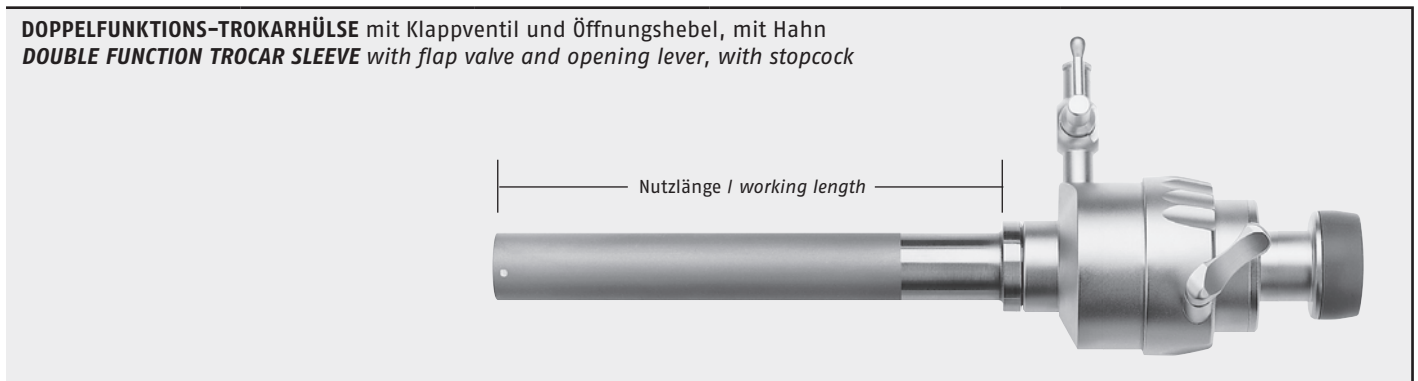 DOPPELFUNKTIONS-TROKARHÜLSE mit Klappventil und Öffnungshebel, mit Hahn
DOUBLE FUNCTION TROCAR SLEEVE with flap valve and opening lever, with stopcock
Nutzlänge / working length